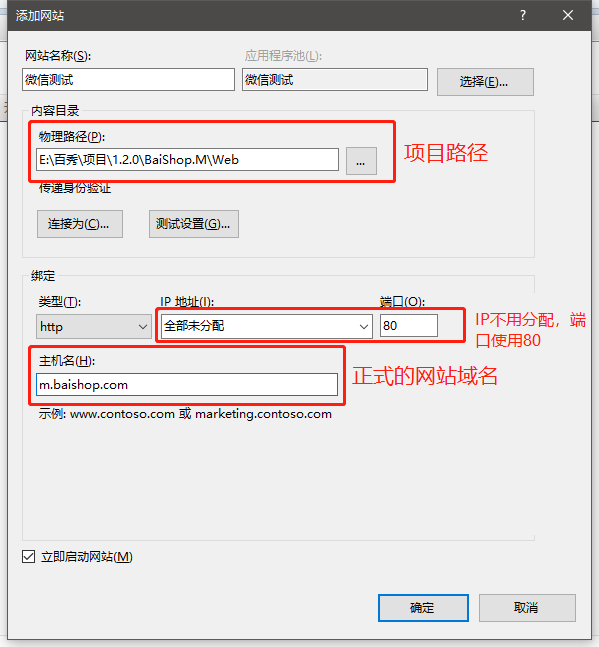 添加网站
网站名称(S): 应用程序池(L):
微信测试 微信测试 选择(E)...
内容目录
物理路径(P):
E:\百秀\项目\1.2.0\BaiShop.M\Web ... 项目路径
传递身份验证
连接为(C)... 测试设置(G)...
绑定
类型(T): IP 地址(I): 端口(O):
http 全部未分配 80
IP不用分配，端
口使用80
主机名(H):
m.baishop.com 正式的网站域名
示例: www.contoso.com 或 marketing.contoso.com
立即启动网站(M)
确定 取消